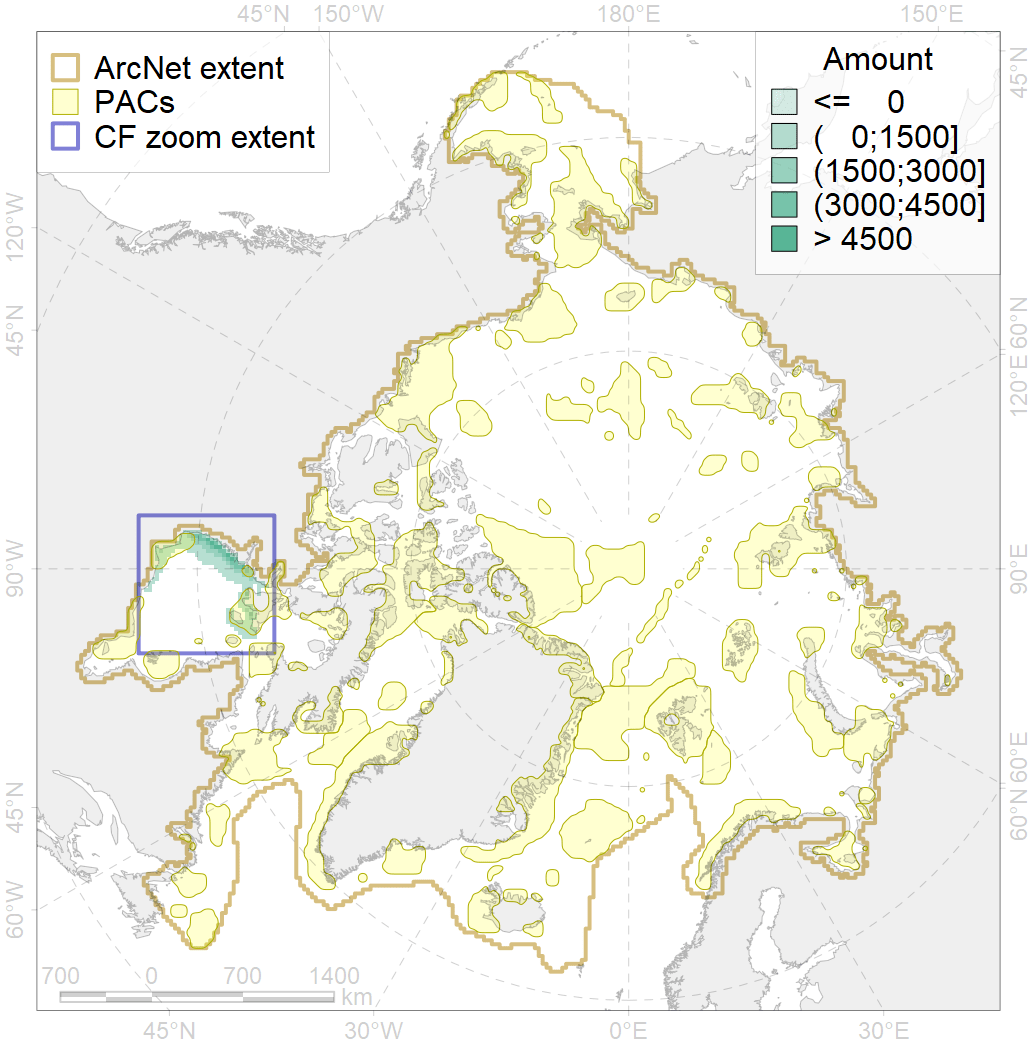 45°N 150°W 180°E 150°E
ArcNet extent
PACs
CF zoom extent
Amount
<= 0
( 0;1500]
(1500;3000]
(3000;4500]
> 4500
120°W
45°N
90°W
45°N
60°W
45°N
60°N
120°E
90°E
60°E
60°N
700 0 700 1400
km
45°N 30°W 0°E 30°E